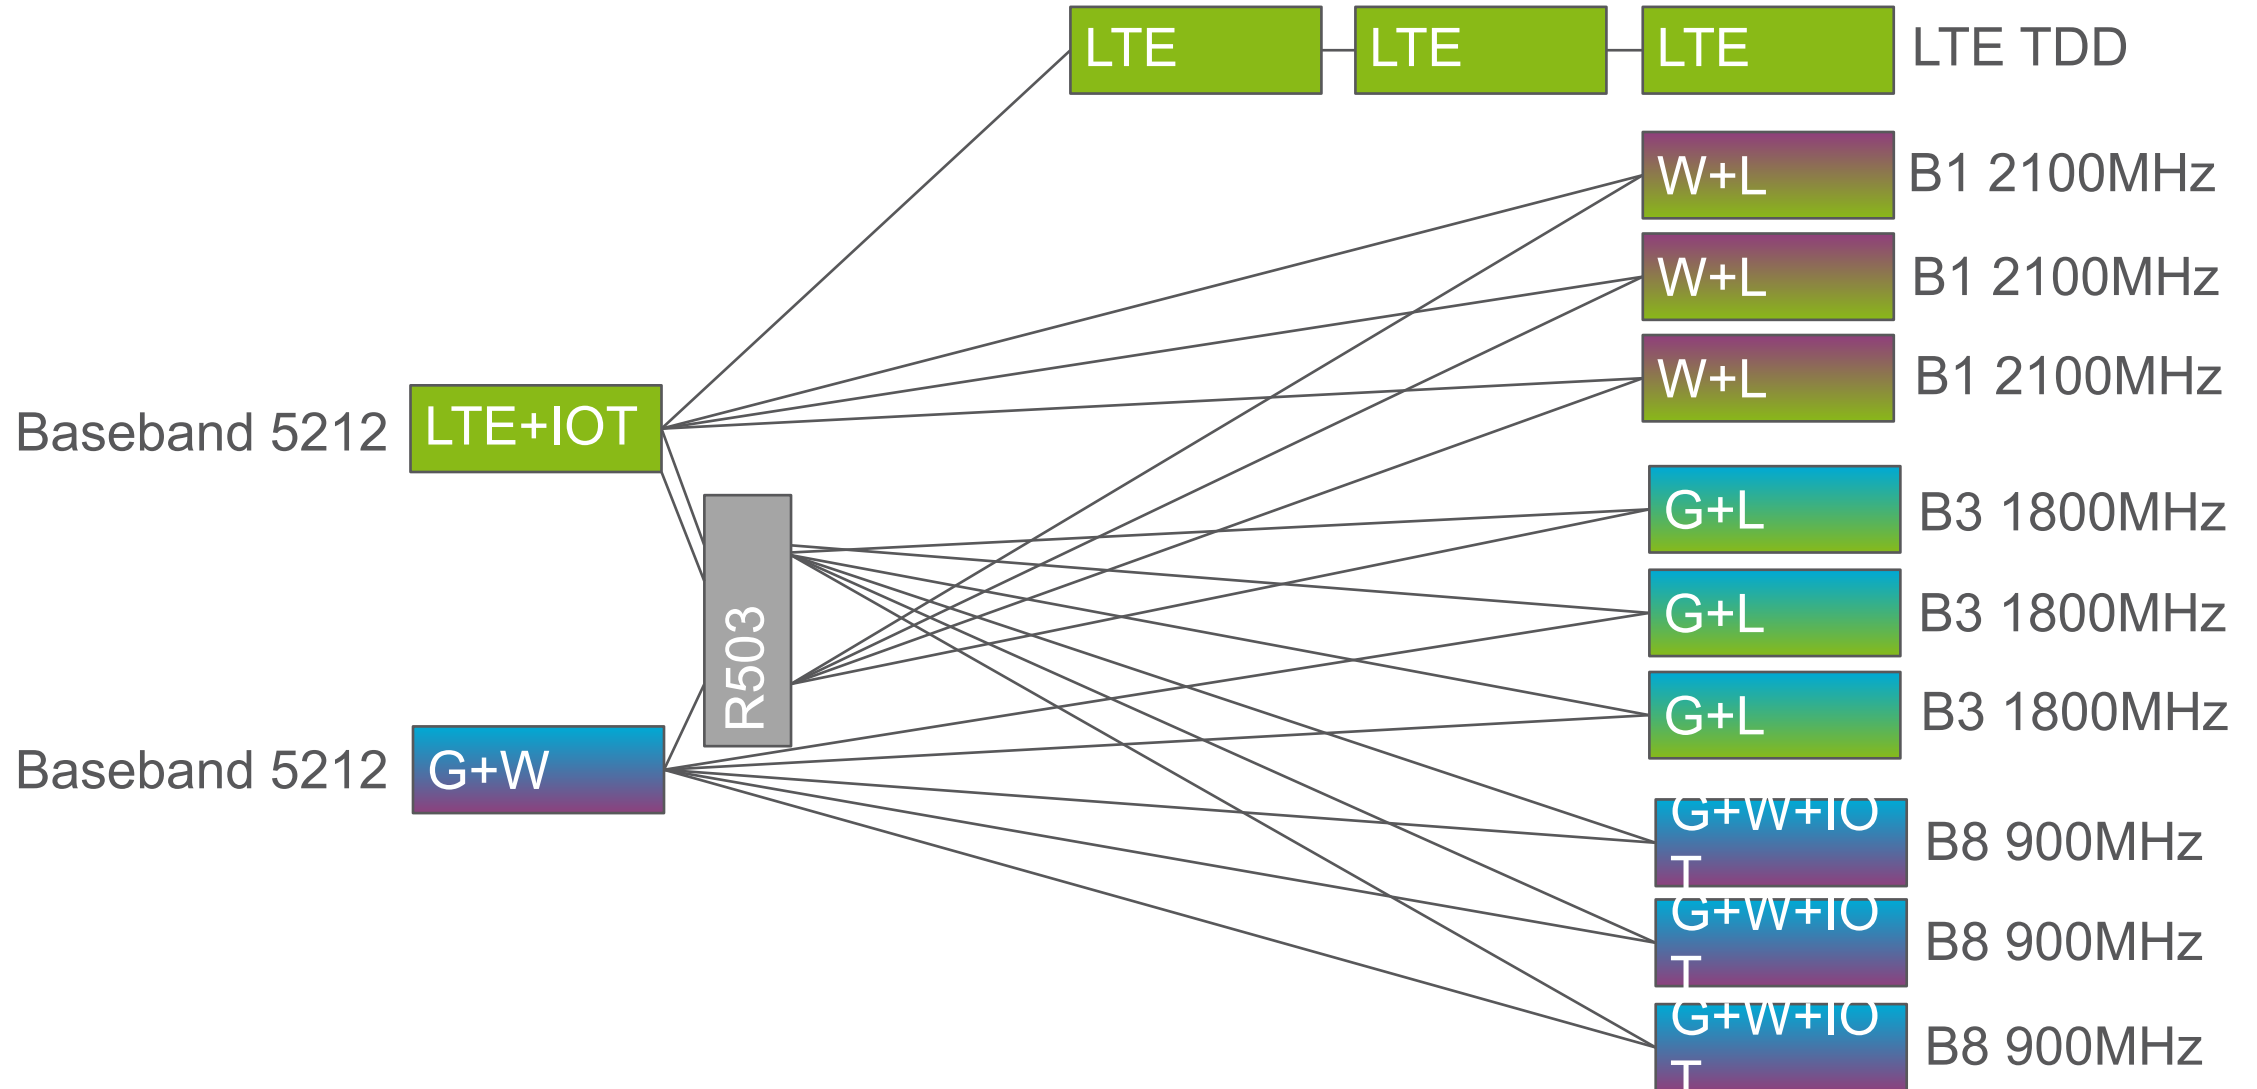 LTE
LTE
LTE
LTE TDD
W+L
B1 2100MHz
W+L
B1 2100MHz
W+L
B1 2100MHz
Baseband 5212
LTE+IOT
G+L
B3 1800MHz
G+L
B3 1800MHz
R503
G+L
B3 1800MHz
Baseband 5212
G+W
G+W+IO
T
B8 900MHz
G+W+IO
T
B8 900MHz
G+W+IO
T
B8 900MHz